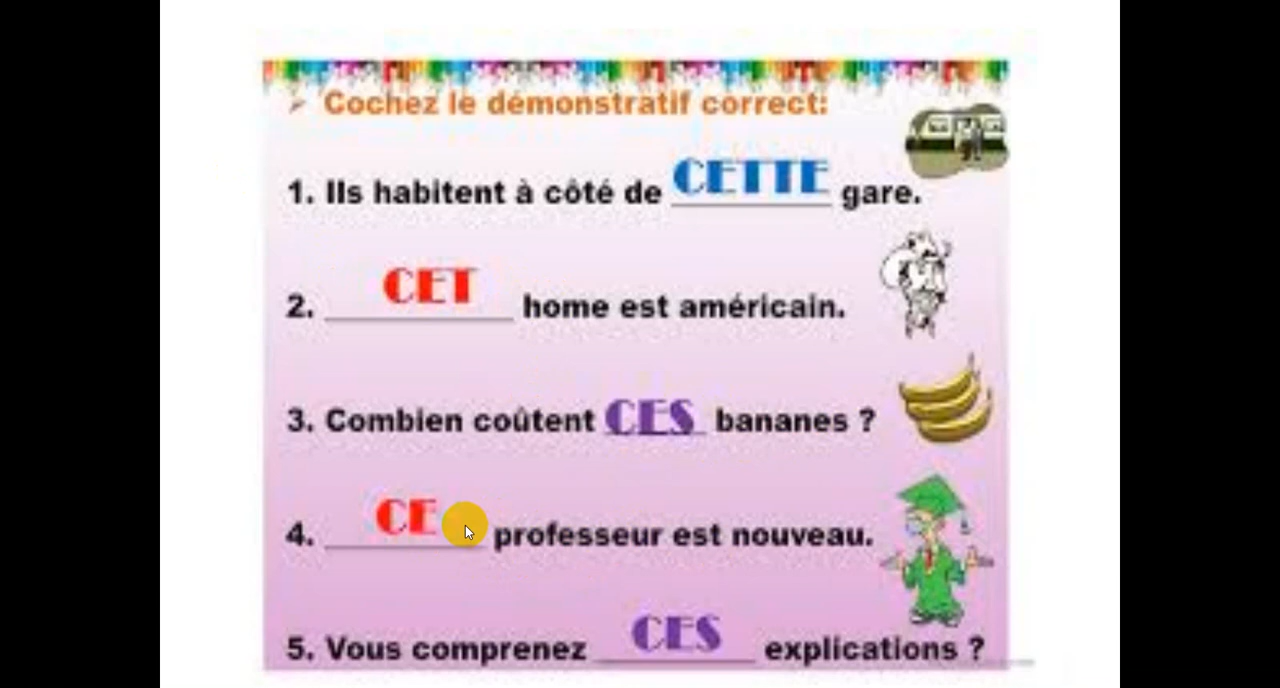 Cochez le démonstratif correct:
1. Ils habitent à côté de CETTE gare.
2. CET home est américain.
3. Combien coûtent CES bananes ?
4. CE professeur est nouveau.
5. Vous comprenez CES explications ?